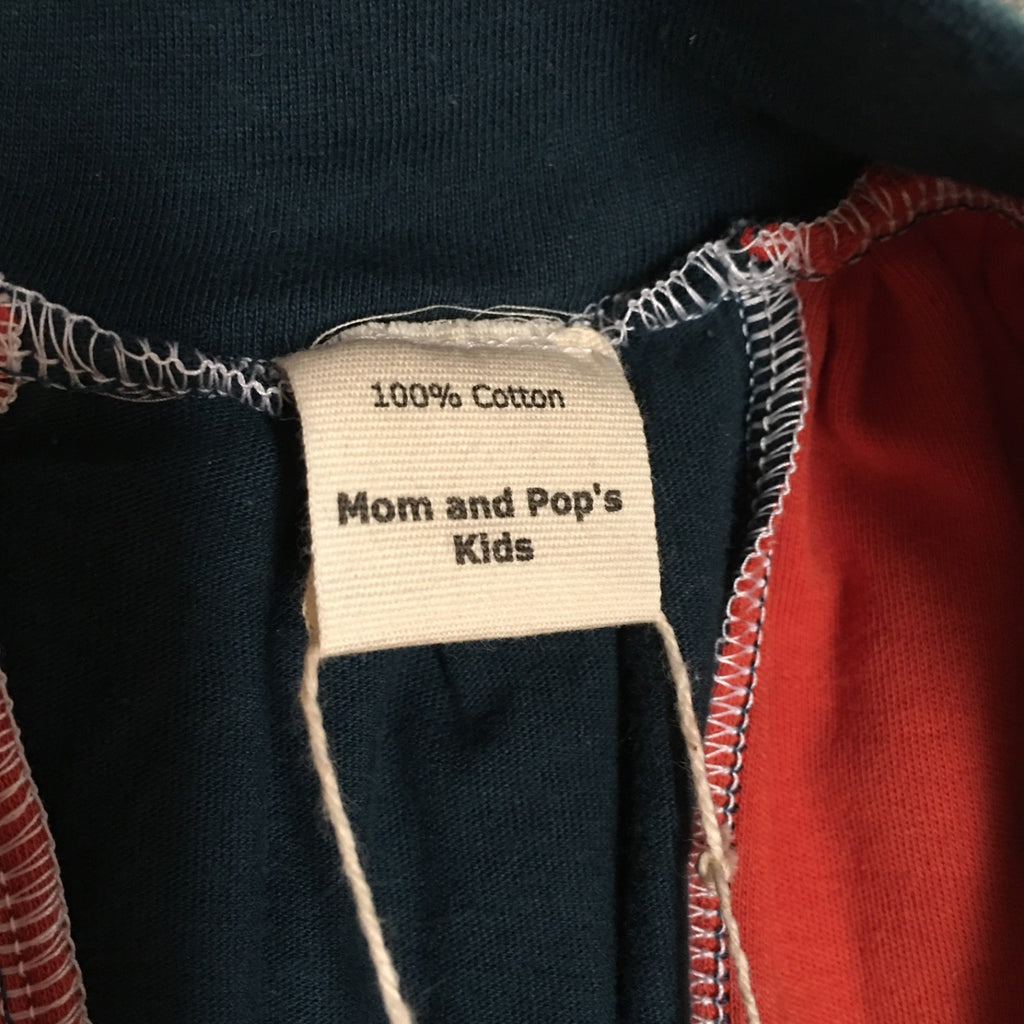 100% Cotton
Mom and Pop's
Kids